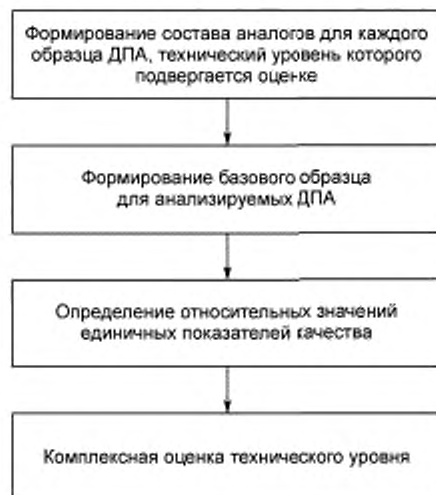 Формирование состава аналогов для каждого
образца ДПА, технический уровень которого
подвергается оценке
Формирование базового образца
для анализируемых ДПА
Определение относительных значений
единичных показателей качества
Комплексная оценка технического уровня